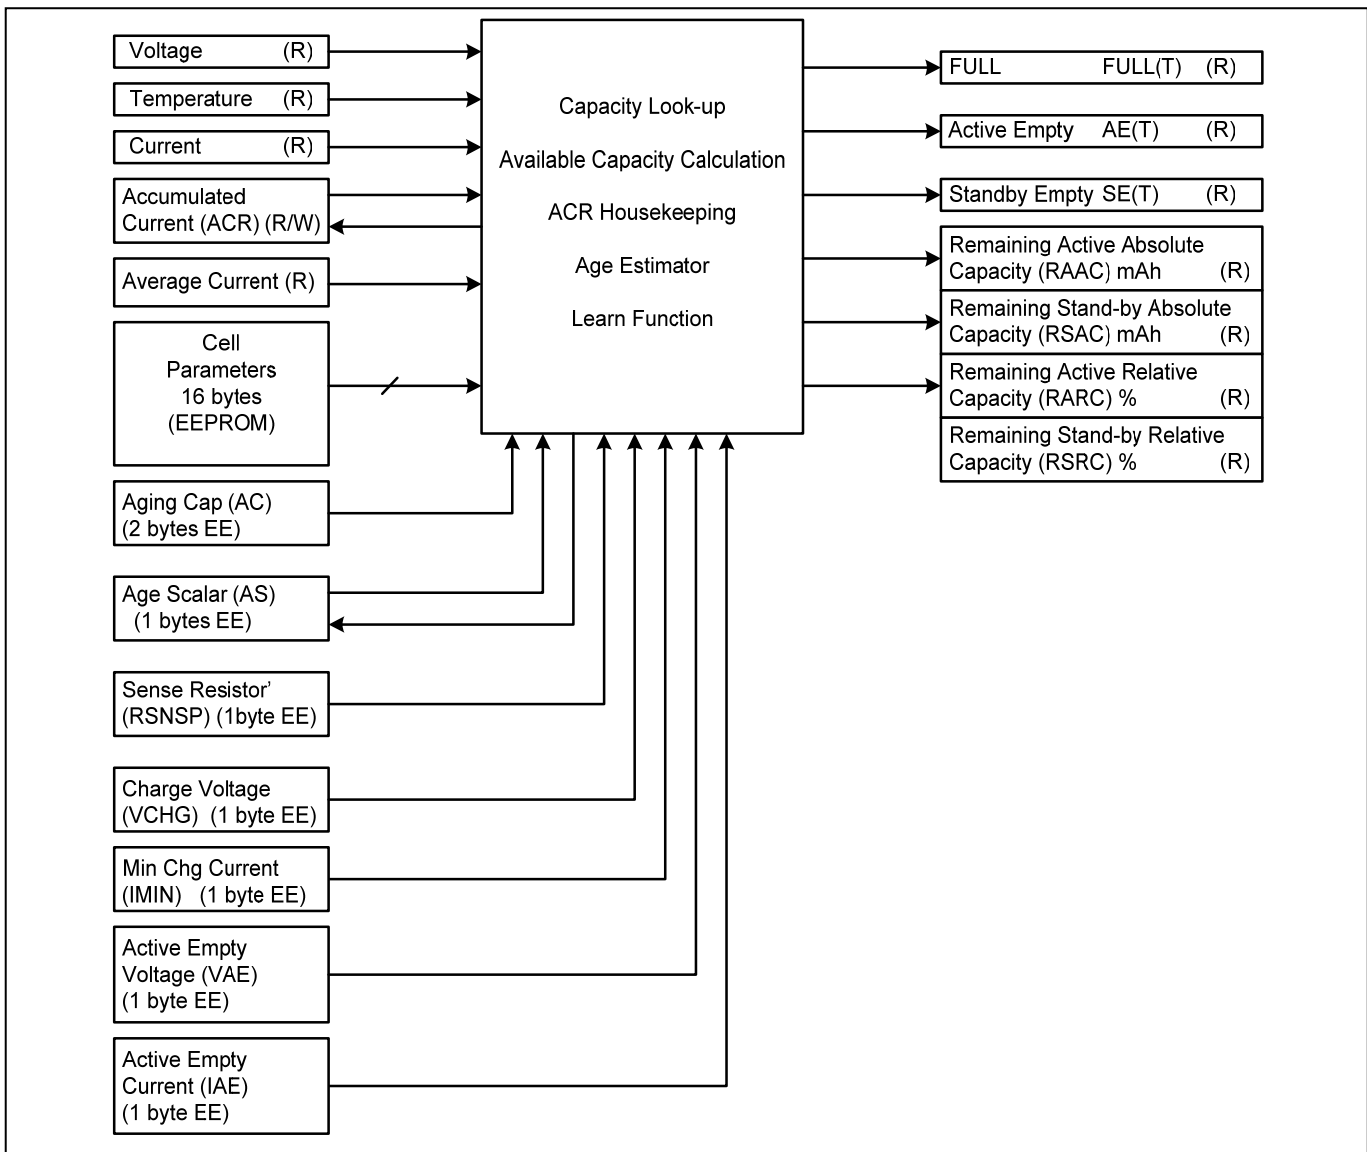 Voltage (R)
Temperature (R)
Current (R)
Accumulated
Current (ACR) (R/W)
Average Current (R)
Cell
Parameters
16 bytes
(EEPROM)
Aging Cap (AC)
(2 bytes EE)
Age Scalar (AS)
(1 bytes EE)
Sense Resistor'
(RSNSP) (1byte EE)
Charge Voltage
(VCHG) (1 byte EE)
Min Chg Current
(IMIN) (1 byte EE)
Active Empty
Voltage (VAE)
(1 byte EE)
Active Empty
Current (IAE)
(1 byte EE)
Capacity Look-up
Available Capacity Calculation
ACR Housekeeping
Age Estimator
Learn Function
FULL FULL(T) (R)
Active Empty AE(T) (R)
Standby Empty SE(T) (R)
Remaining Active Absolute
Capacity (RAAC) mAh (R)
Remaining Stand-by Absolute
Capacity (RSAC) mAh (R)
Remaining Active Relative
Capacity (RARC) % (R)
Remaining Stand-by Relative
Capacity (RSRC) % (R)